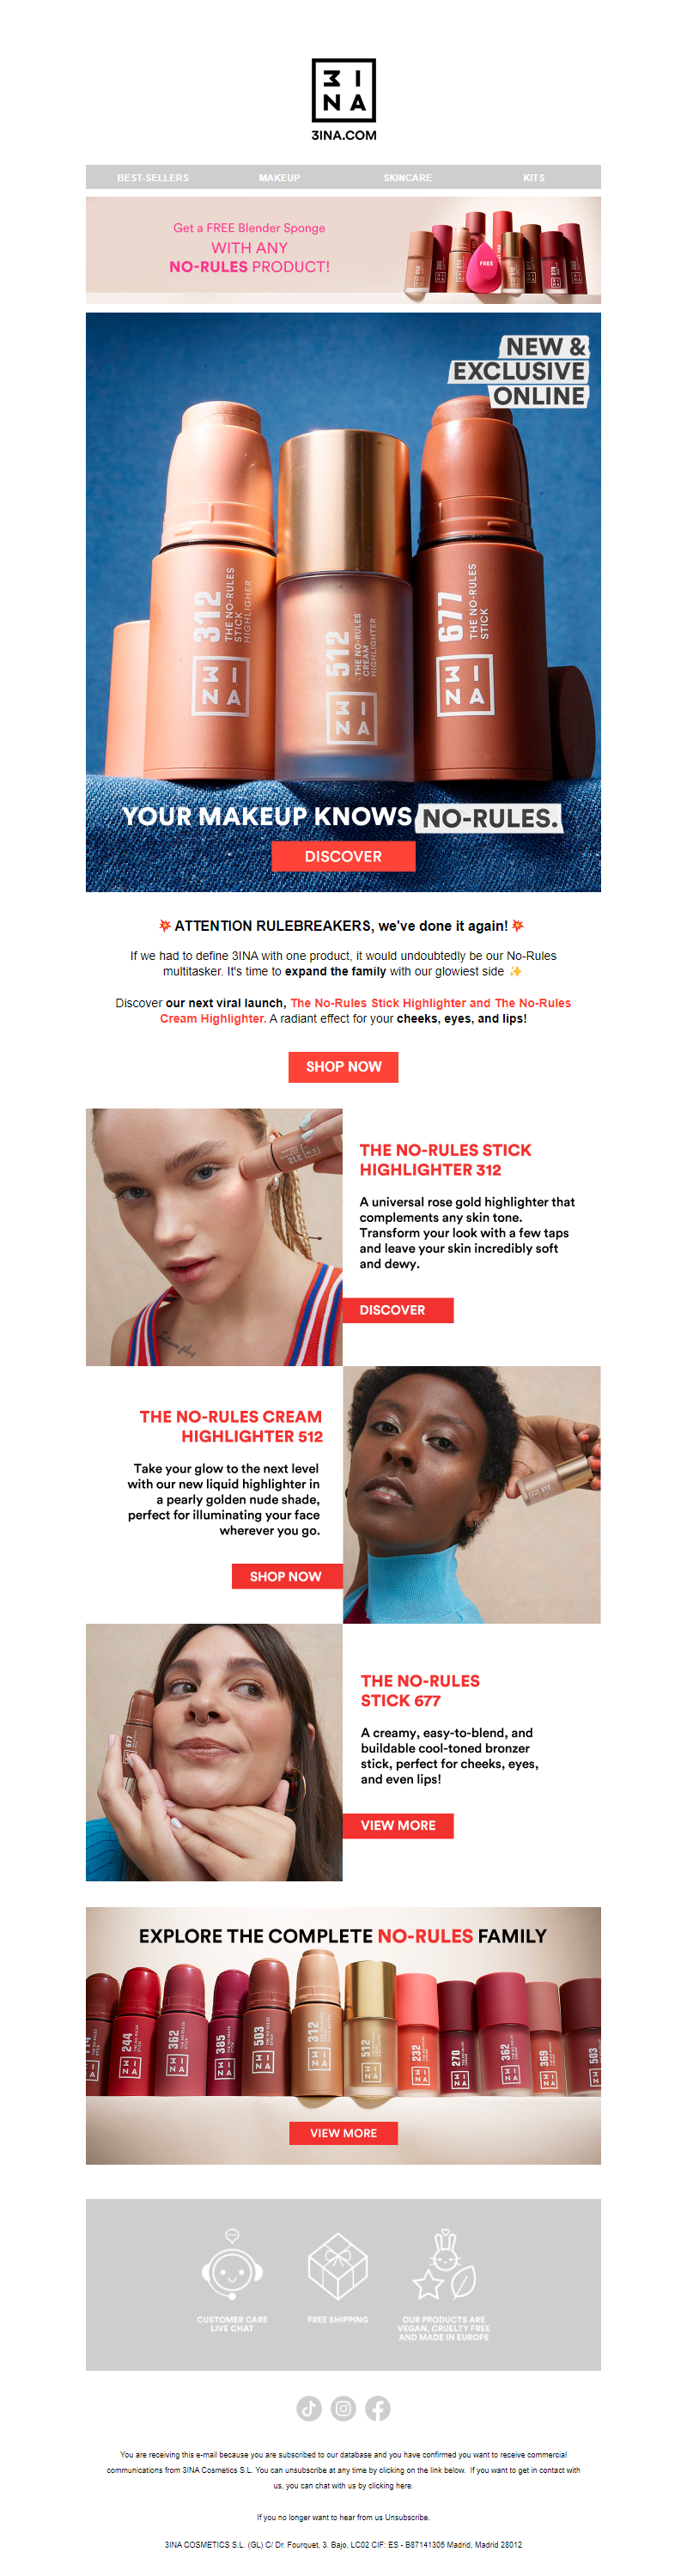 3INA
3INA.COM
BEST-SELLERS MAKEUP SKINCARE KITS
Get a FREE Blender Sponge
WITH ANY
NO-RULES PRODUCT!
FREE
NEW &
EXCLUSIVE
ONLINE
312
THE NO-RULES
STICK
HIGHLIGHTER
3INA
512
THE NO-RULES
CREAM
HIGHLIGHTER
3INA
677
THE NO-RULES
STICK
3INA
YOUR MAKEUP KNOWS NO-RULES.
DISCOVER
💥 ATTENTION RULEBREAKERS, we've done it again! 💥
If we had to define 3INA with one product, it would undoubtedly be our No-Rules
multitasker. It's time to expand the family with our glowiest side ✨
Discover our next viral launch, The No-Rules Stick Highlighter and The No-Rules
Cream Highlighter. A radiant effect for your cheeks, eyes, and lips!
SHOP NOW
312
THE NO-RULES STICK
HIGHLIGHTER 312
A universal rose gold highlighter that
complements any skin tone.
Transform your look with a few taps
and leave your skin incredibly soft
and dewy.
DISCOVER
THE NO-RULES CREAM
HIGHLIGHTER 512
Take your glow to the next level
with our new liquid highlighter in
a pearly golden nude shade,
perfect for illuminating your face
wherever you go.
SHOP NOW
512
677
THE NO-RULES
STICK 677
A creamy, easy-to-blend, and
buildable cool-toned bronzer
stick, perfect for cheeks, eyes,
and even lips!
VIEW MORE
EXPLORE THE COMPLETE NO-RULES FAMILY
244
362
385
503
312
512
232
270
362
369
503
VIEW MORE
CUSTOMER CARE
LIVE CHAT
FREE SHIPPING
OUR PRODUCTS ARE
VEGAN, CRUELTY FREE
AND MADE IN EUROPE
You are receiving this e-mail because you are subscribed to our database and you have confirmed you want to receive commercial
communications from 3INA Cosmetics S.L. You can unsubscribe at any time by clicking on the link below. If you want to get in contact with
us, you can chat with us by clicking here.
If you no longer want to hear from us Unsubscribe.
3INA COSMETICS S.L. (GL) C/ Dr. Fourquet, 3. Bajo, LC02 CIF: ES - B87141305 Madrid, Madrid 28012